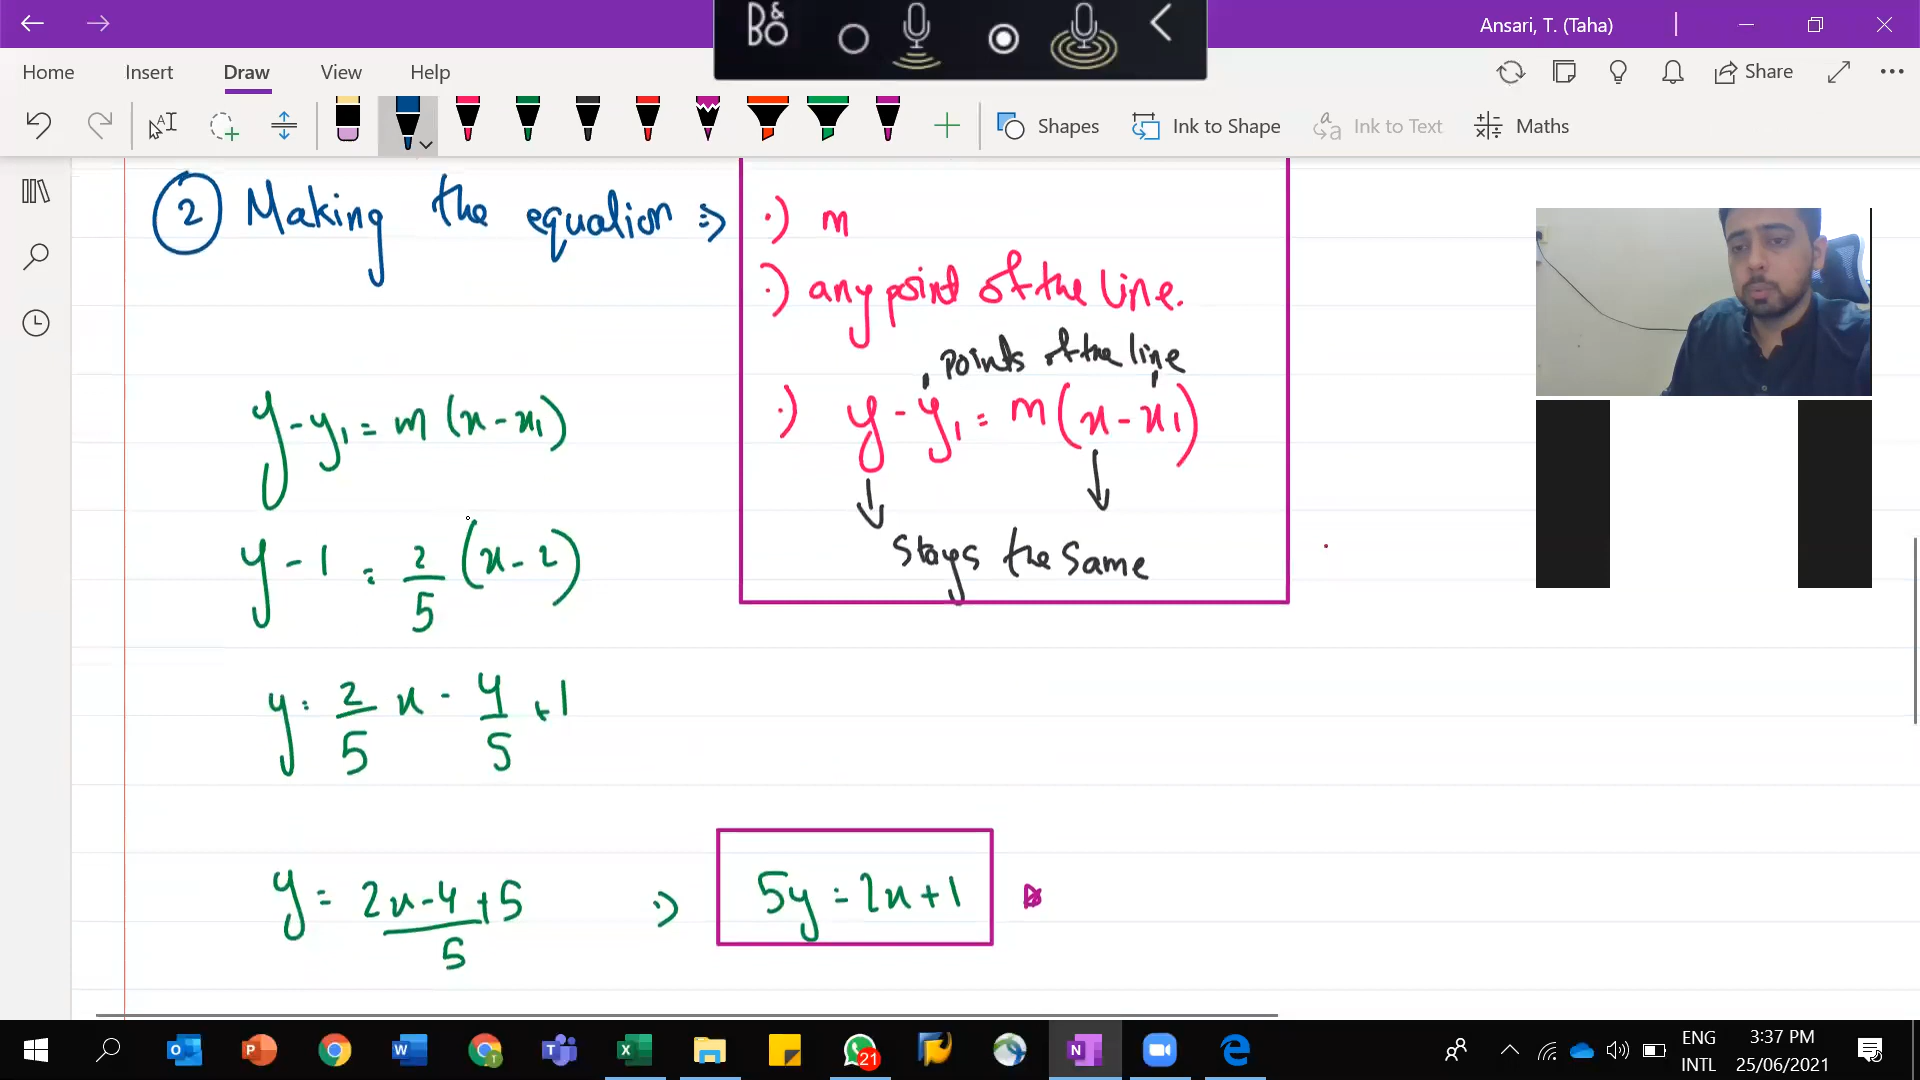 Ansari, T. (Taha)
B&O
Home Insert Draw View Help
Share
Shapes Ink to Shape Ink to Text Maths
② Making the equation ⇒
·) m
·) any point of the line.
points of the line
·) y - y₁ = m(x - x₁)
stays the same
y - y₁ = m(x - x₁)
y - 1 = 2/5 (x - 2)
y = 2/5 x - 4/5 + 1
y = 2x - 4 + 5 / 5 ⇒ 5y = 2x + 1
21
ENG
INTL
3:37 PM
25/06/2021